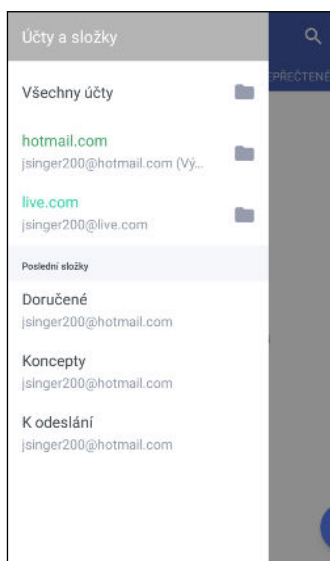 Účty a složky
EPŘEČTENÉ
Všechny účty
hotmail.com
jsinger200@hotmail.com (Vý...
live.com
jsinger200@live.com
Poslední složky
Doručené
jsinger200@hotmail.com
Koncepty
jsinger200@hotmail.com
K odeslání
jsinger200@hotmail.com